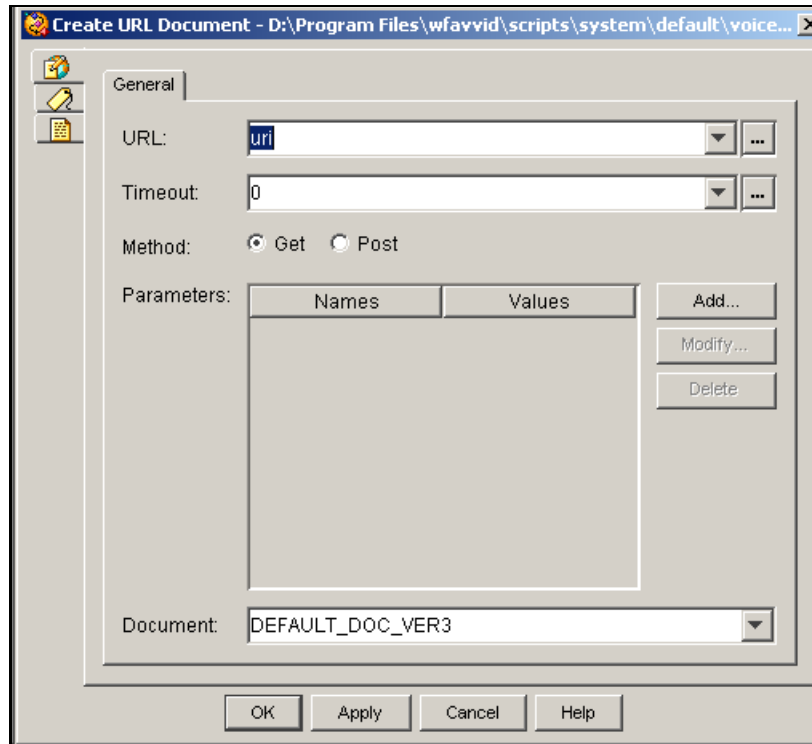 Create URL Document - D:\Program Files\wfavvid\scripts\system\default\voice...
General
URL:
uri
...
Timeout:
0
...
Method:
Get
Post
Parameters:
Names
Values
Add...
Modify...
Delete
Document:
DEFAULT_DOC_VER3
OK
Apply
Cancel
Help